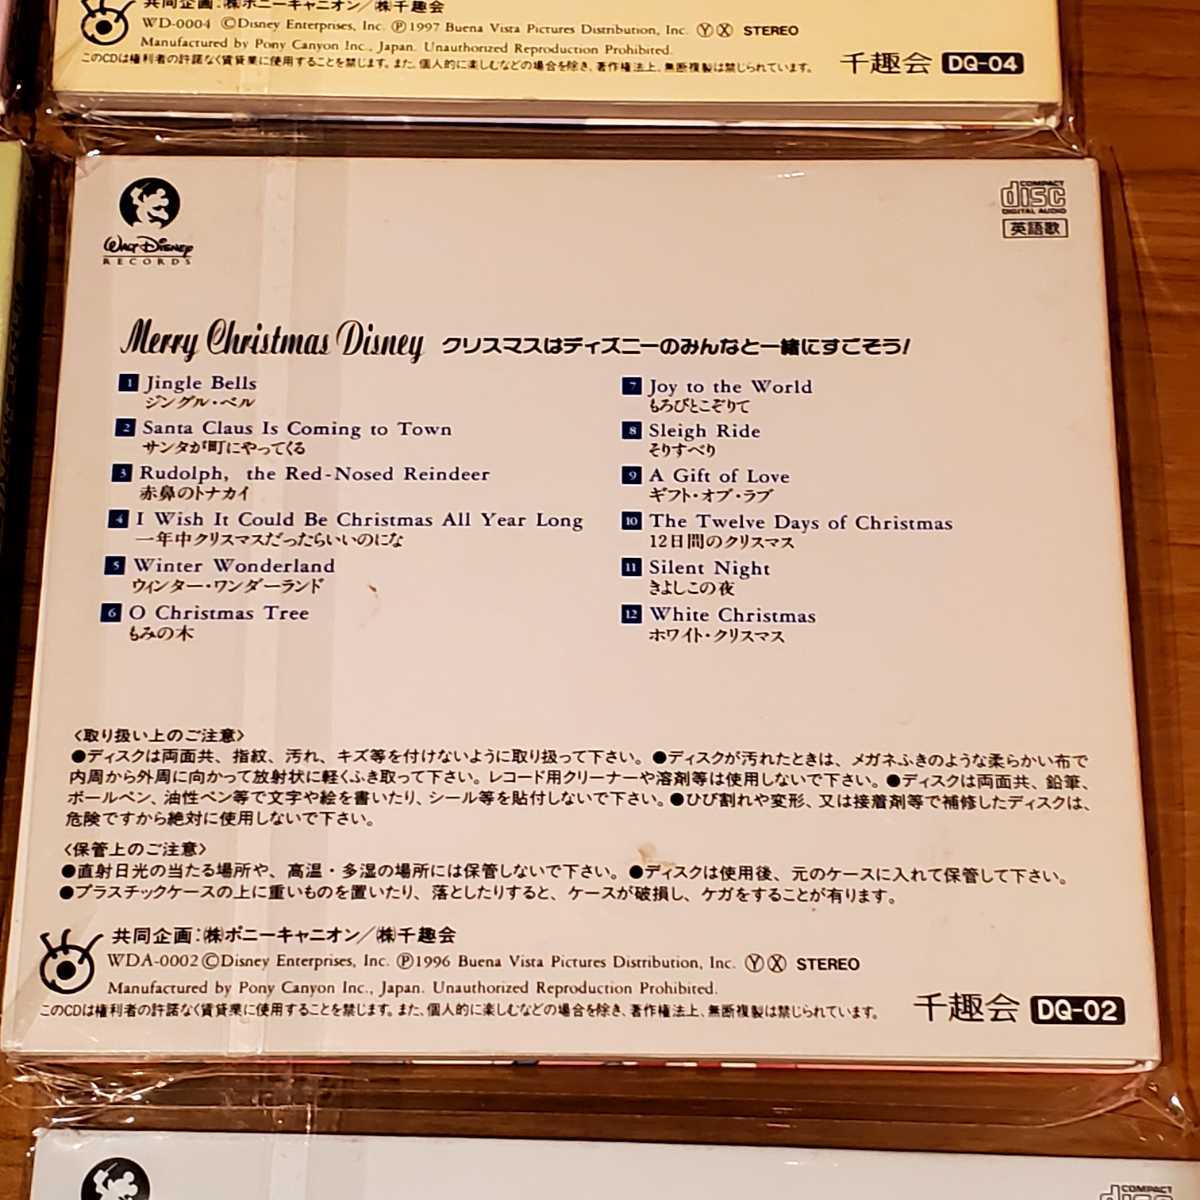 共同企画:㈱ポニーキャニオン/㈱千趣会
WD-0004 ©Disney Enterprises, Inc. ℗1997 Buena Vista Pictures Distribution, Inc. Ⓨ Ⓧ STEREO
Manufactured by Pony Canyon Inc., Japan. Unauthorized Reproduction Prohibited.
このCDは権利者の許諾なく賃貸業に使用することを禁じます。また、個人的に楽しむなどの場合を除き、著作権法上、無断複製は禁じられています。
千趣会 DQ-04
WALT DISNEY
RECORDS
COMPACT
disc
DIGITAL AUDIO
英語歌
Merry Christmas Disney クリスマスはディズニーのみんなと一緒にすごそう!
1 Jingle Bells
ジングル・ベル
2 Santa Claus Is Coming to Town
サンタが町にやってくる
3 Rudolph, the Red-Nosed Reindeer
赤鼻のトナカイ
4 I Wish It Could Be Christmas All Year Long
一年中クリスマスだったらいいのにな
5 Winter Wonderland
ウィンター・ワンダーランド
6 O Christmas Tree
もみの木
7 Joy to the World
もろびとこぞりて
8 Sleigh Ride
そりすべり
9 A Gift of Love
ギフト・オブ・ラブ
10 The Twelve Days of Christmas
12日間のクリスマス
11 Silent Night
きよしこの夜
12 White Christmas
ホワイト・クリスマス
〈取り扱い上のご注意〉
●ディスクは両面共、指紋、汚れ、キズ等を付けないように取り扱って下さい。●ディスクが汚れたときは、メガネふきのような柔らかい布で
内周から外周に向かって放射状に軽くふき取って下さい。レコード用クリーナーや溶剤等は使用しないで下さい。●ディスクは両面共、鉛筆、
ボールペン、油性ペン等で文字や絵を書いたり、シール等を貼付しないで下さい。●ひび割れや変形、又は接着剤等で補修したディスクは、
危険ですから絶対に使用しないで下さい。
〈保管上のご注意〉
●直射日光の当たる場所や、高温・多湿の場所には保管しないで下さい。●ディスクは使用後、元のケースに入れて保管して下さい。
●プラスチックケースの上に重いものを置いたり、落としたりすると、ケースが破損し、ケガをすることが有ります。
共同企画:㈱ポニーキャニオン/㈱千趣会
WDA-0002 ©Disney Enterprises, Inc. ℗1996 Buena Vista Pictures Distribution, Inc. Ⓨ Ⓧ STEREO
Manufactured by Pony Canyon Inc., Japan. Unauthorized Reproduction Prohibited.
このCDは権利者の許諾なく賃貸業に使用することを禁じます。また、個人的に楽しむなどの場合を除き、著作権法上、無断複製は禁じられています。
千趣会 DQ-02
COMPACT
disc